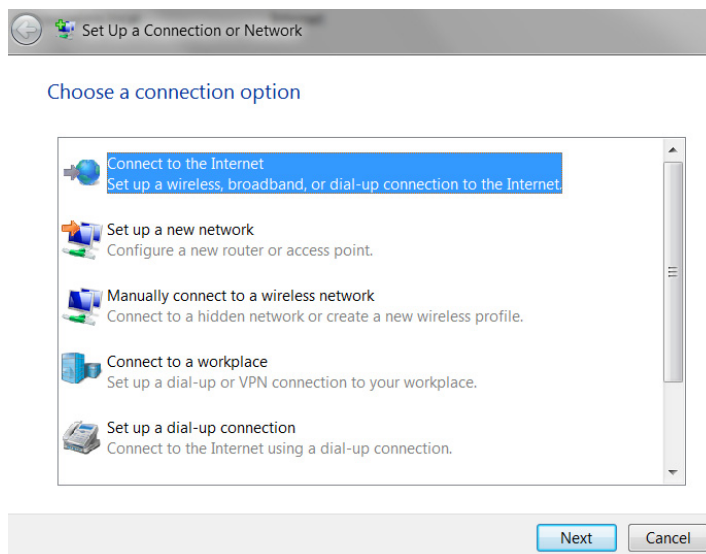 Set Up a Connection or Network
Choose a connection option
Connect to the Internet
Set up a wireless, broadband, or dial-up connection to the Internet.
Set up a new network
Configure a new router or access point.
Manually connect to a wireless network
Connect to a hidden network or create a new wireless profile.
Connect to a workplace
Set up a dial-up or VPN connection to your workplace.
Set up a dial-up connection
Connect to the Internet using a dial-up connection.
Next
Cancel